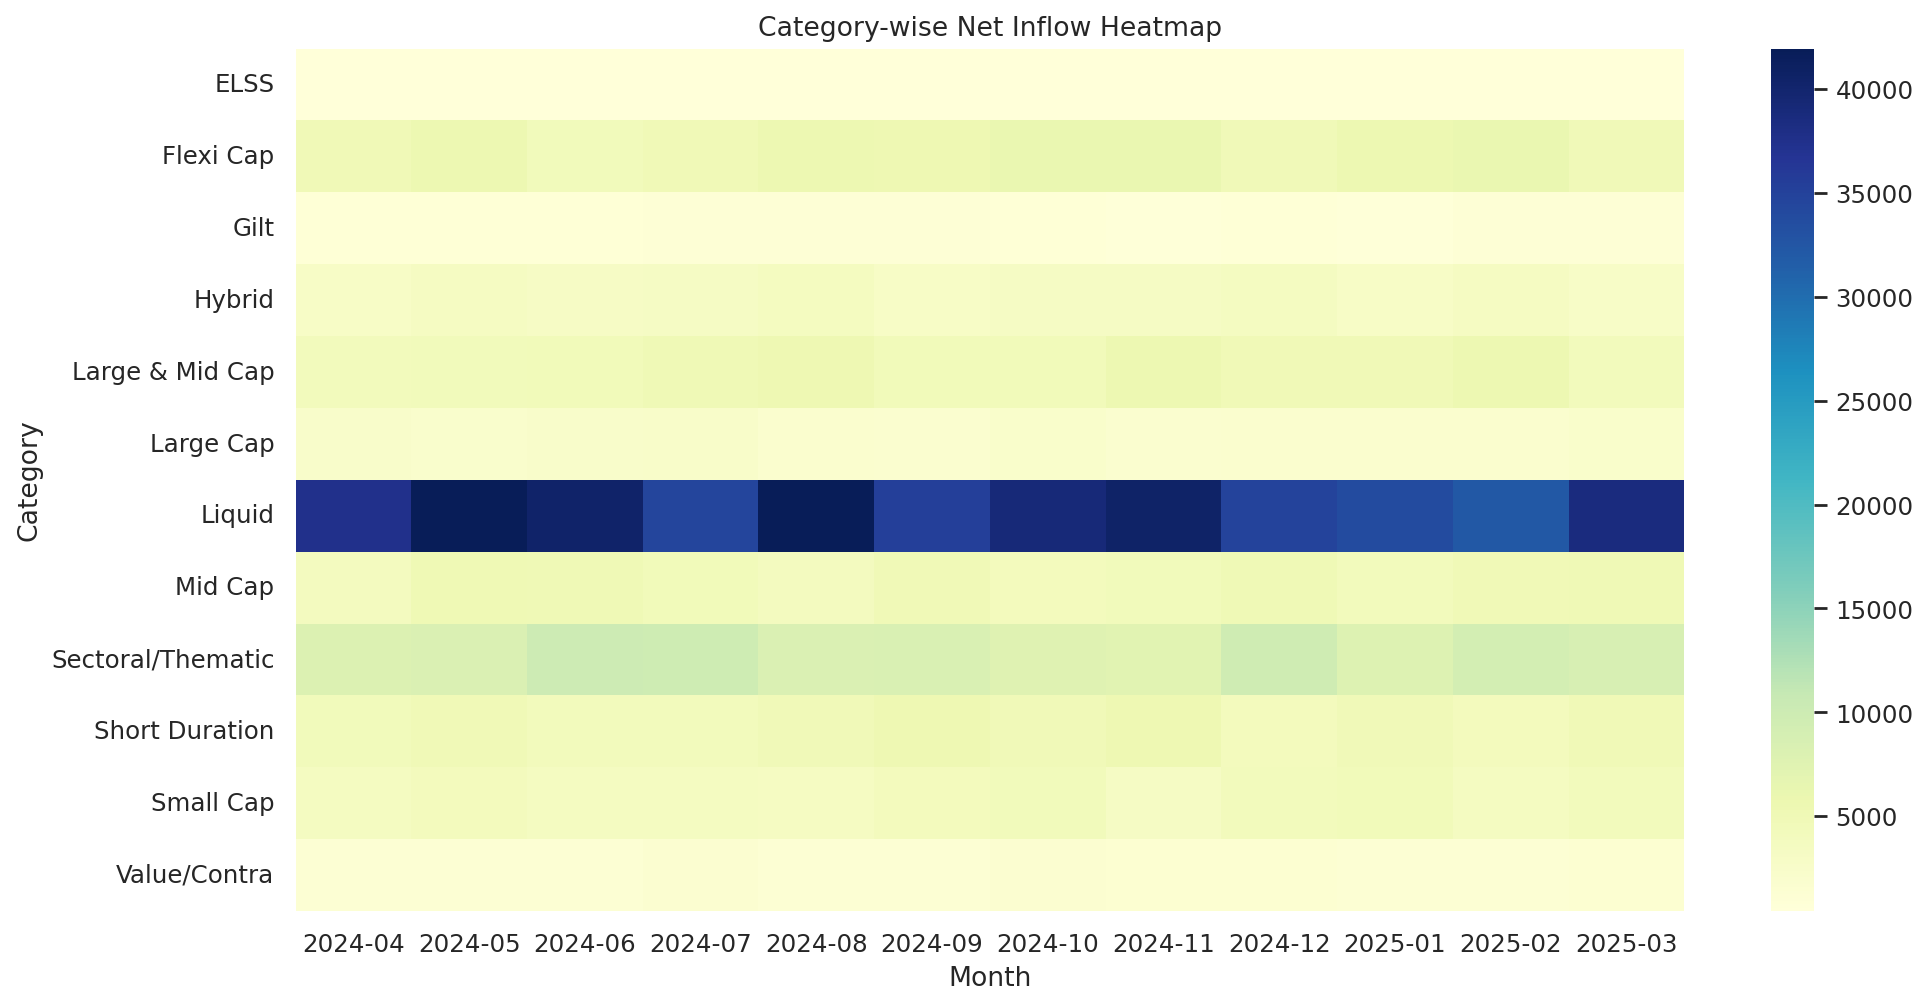 Category-wise Net Inflow Heatmap
Category
ELSS
Flexi Cap
Gilt
Hybrid
Large & Mid Cap
Large Cap
Liquid
Mid Cap
Sectoral/Thematic
Short Duration
Small Cap
Value/Contra
2024-04 2024-05 2024-06 2024-07 2024-08 2024-09 2024-10 2024-11 2024-12 2025-01 2025-02 2025-03
Month
40000
35000
30000
25000
20000
15000
10000
5000